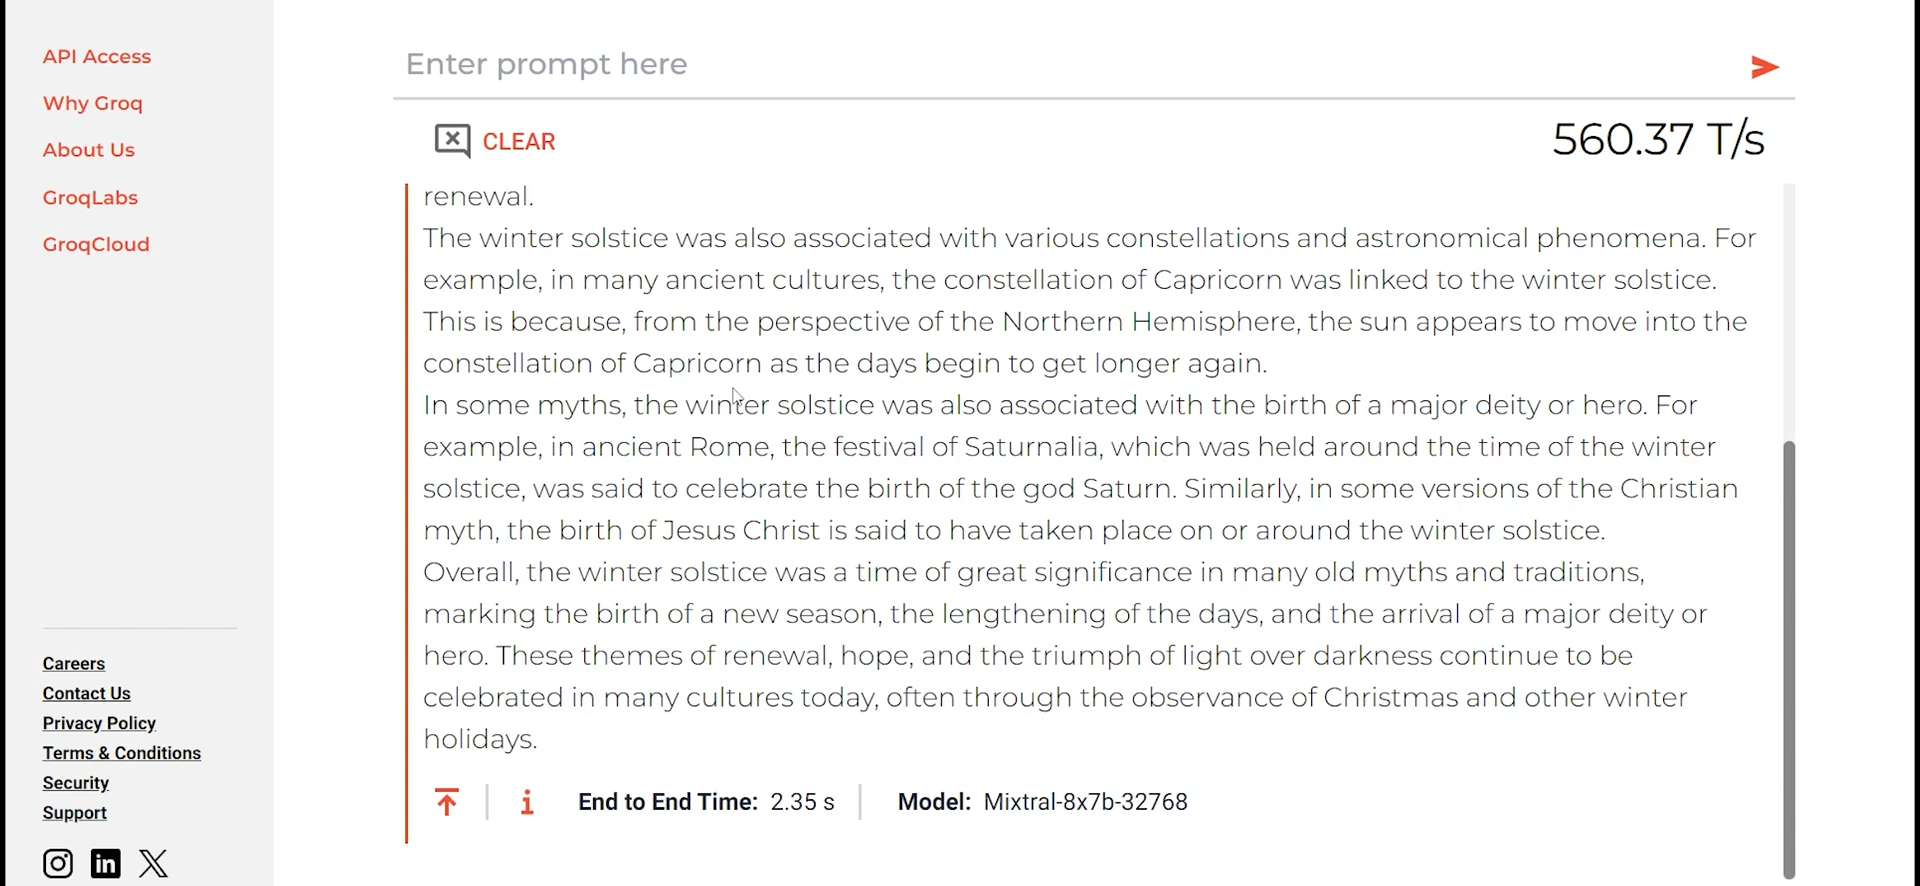 API Access
Why Groq
About Us
GroqLabs
GroqCloud
Careers
Contact Us
Privacy Policy
Terms & Conditions
Security
Support
Enter prompt here
CLEAR
560.37 T/s
renewal.
The winter solstice was also associated with various constellations and astronomical phenomena. For
example, in many ancient cultures, the constellation of Capricorn was linked to the winter solstice.
This is because, from the perspective of the Northern Hemisphere, the sun appears to move into the
constellation of Capricorn as the days begin to get longer again.
In some myths, the winter solstice was also associated with the birth of a major deity or hero. For
example, in ancient Rome, the festival of Saturnalia, which was held around the time of the winter
solstice, was said to celebrate the birth of the god Saturn. Similarly, in some versions of the Christian
myth, the birth of Jesus Christ is said to have taken place on or around the winter solstice.
Overall, the winter solstice was a time of great significance in many old myths and traditions,
marking the birth of a new season, the lengthening of the days, and the arrival of a major deity or
hero. These themes of renewal, hope, and the triumph of light over darkness continue to be
celebrated in many cultures today, often through the observance of Christmas and other winter
holidays.
End to End Time: 2.35 s
Model: Mixtral-8x7b-32768